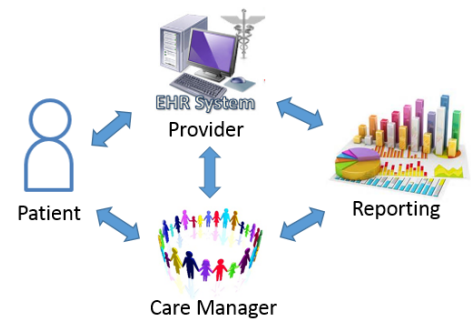 EHR System
Provider
Patient
Reporting
Care Manager